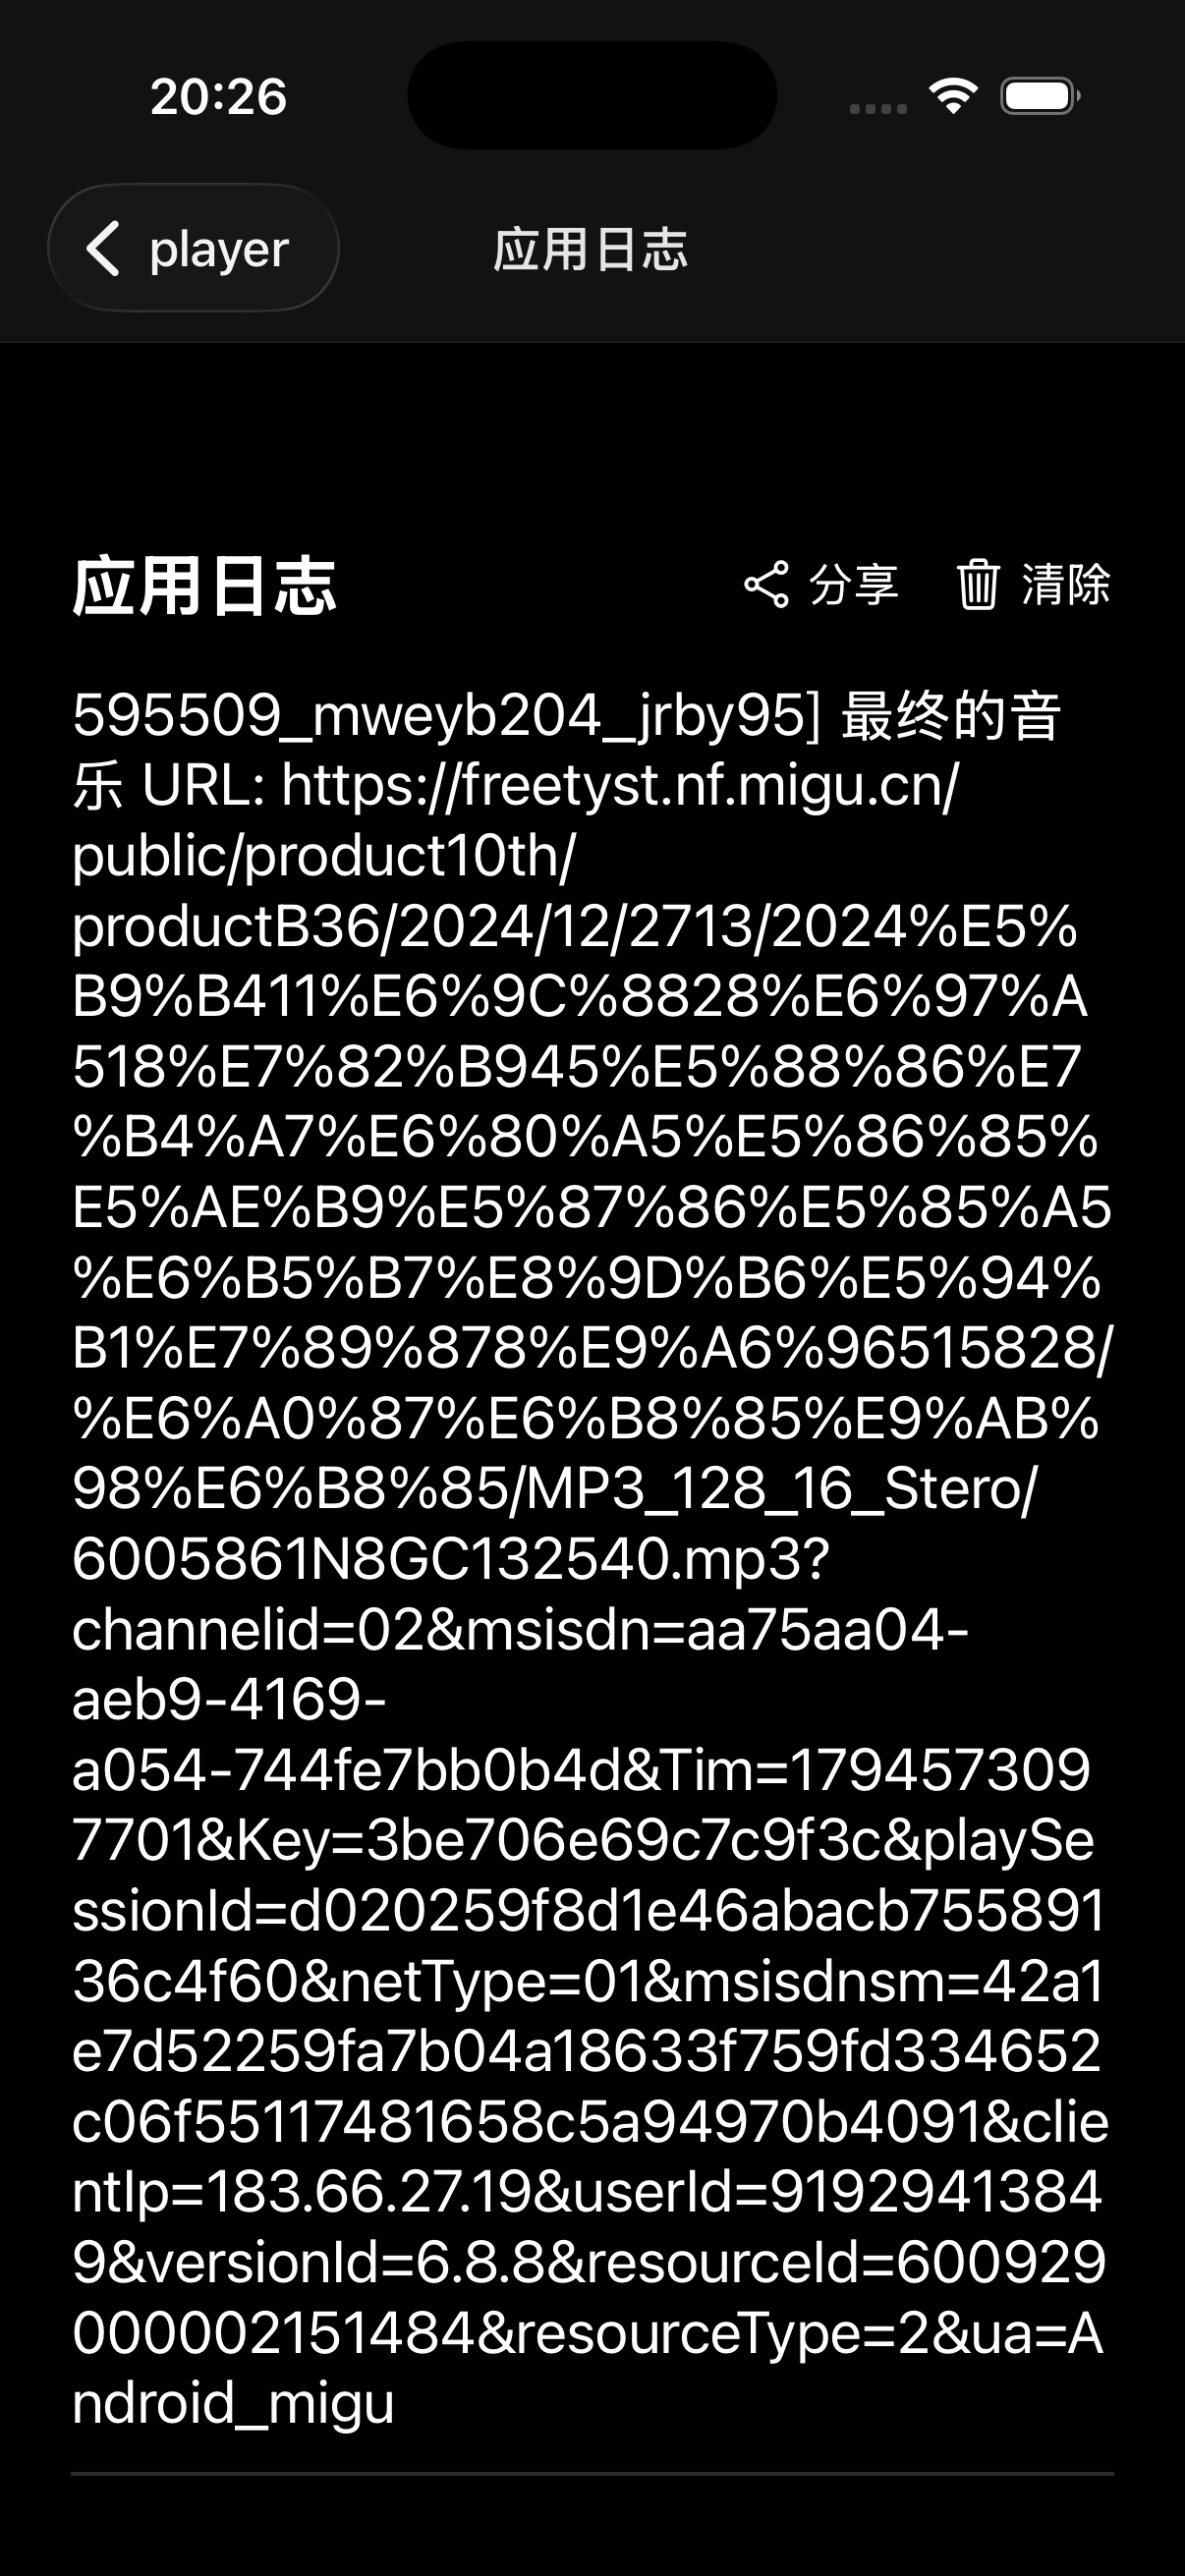 20:26
player
应用日志
应用日志
分享
清除
595509_mweyb204_jrby95] 最终的音
乐 URL: https://freetyst.nf.migu.cn/
public/product10th/
productB36/2024/12/2713/2024%E5%
B9%B411%E6%9C%8828%E6%97%A
518%E7%82%B945%E5%88%86%E7
%B4%A7%E6%80%A5%E5%86%85%
E5%AE%B9%E5%87%86%E5%85%A5
%E6%B5%B7%E8%9D%B6%E5%94%
B1%E7%89%878%E9%A6%96515828/
%E6%A0%87%E6%B8%85%E9%AB%
98%E6%B8%85/MP3_128_16_Stero/
6005861N8GC132540.mp3?
channelid=02&msisdn=aa75aa04-
aeb9-4169-
a054-744fe7bb0b4d&Tim=179457309
7701&Key=3be706e69c7c9f3c&playSe
ssionId=d020259f8d1e46abacb755891
36c4f60&netType=01&msisdnsm=42a1
e7d52259fa7b04a18633f759fd334652
c06f55117481658c5a94970b4091&clie
ntIp=183.66.27.19&userId=9192941384
9&versionId=6.8.8&resourceId=600929
000002151484&resourceType=2&ua=A
ndroid_migu